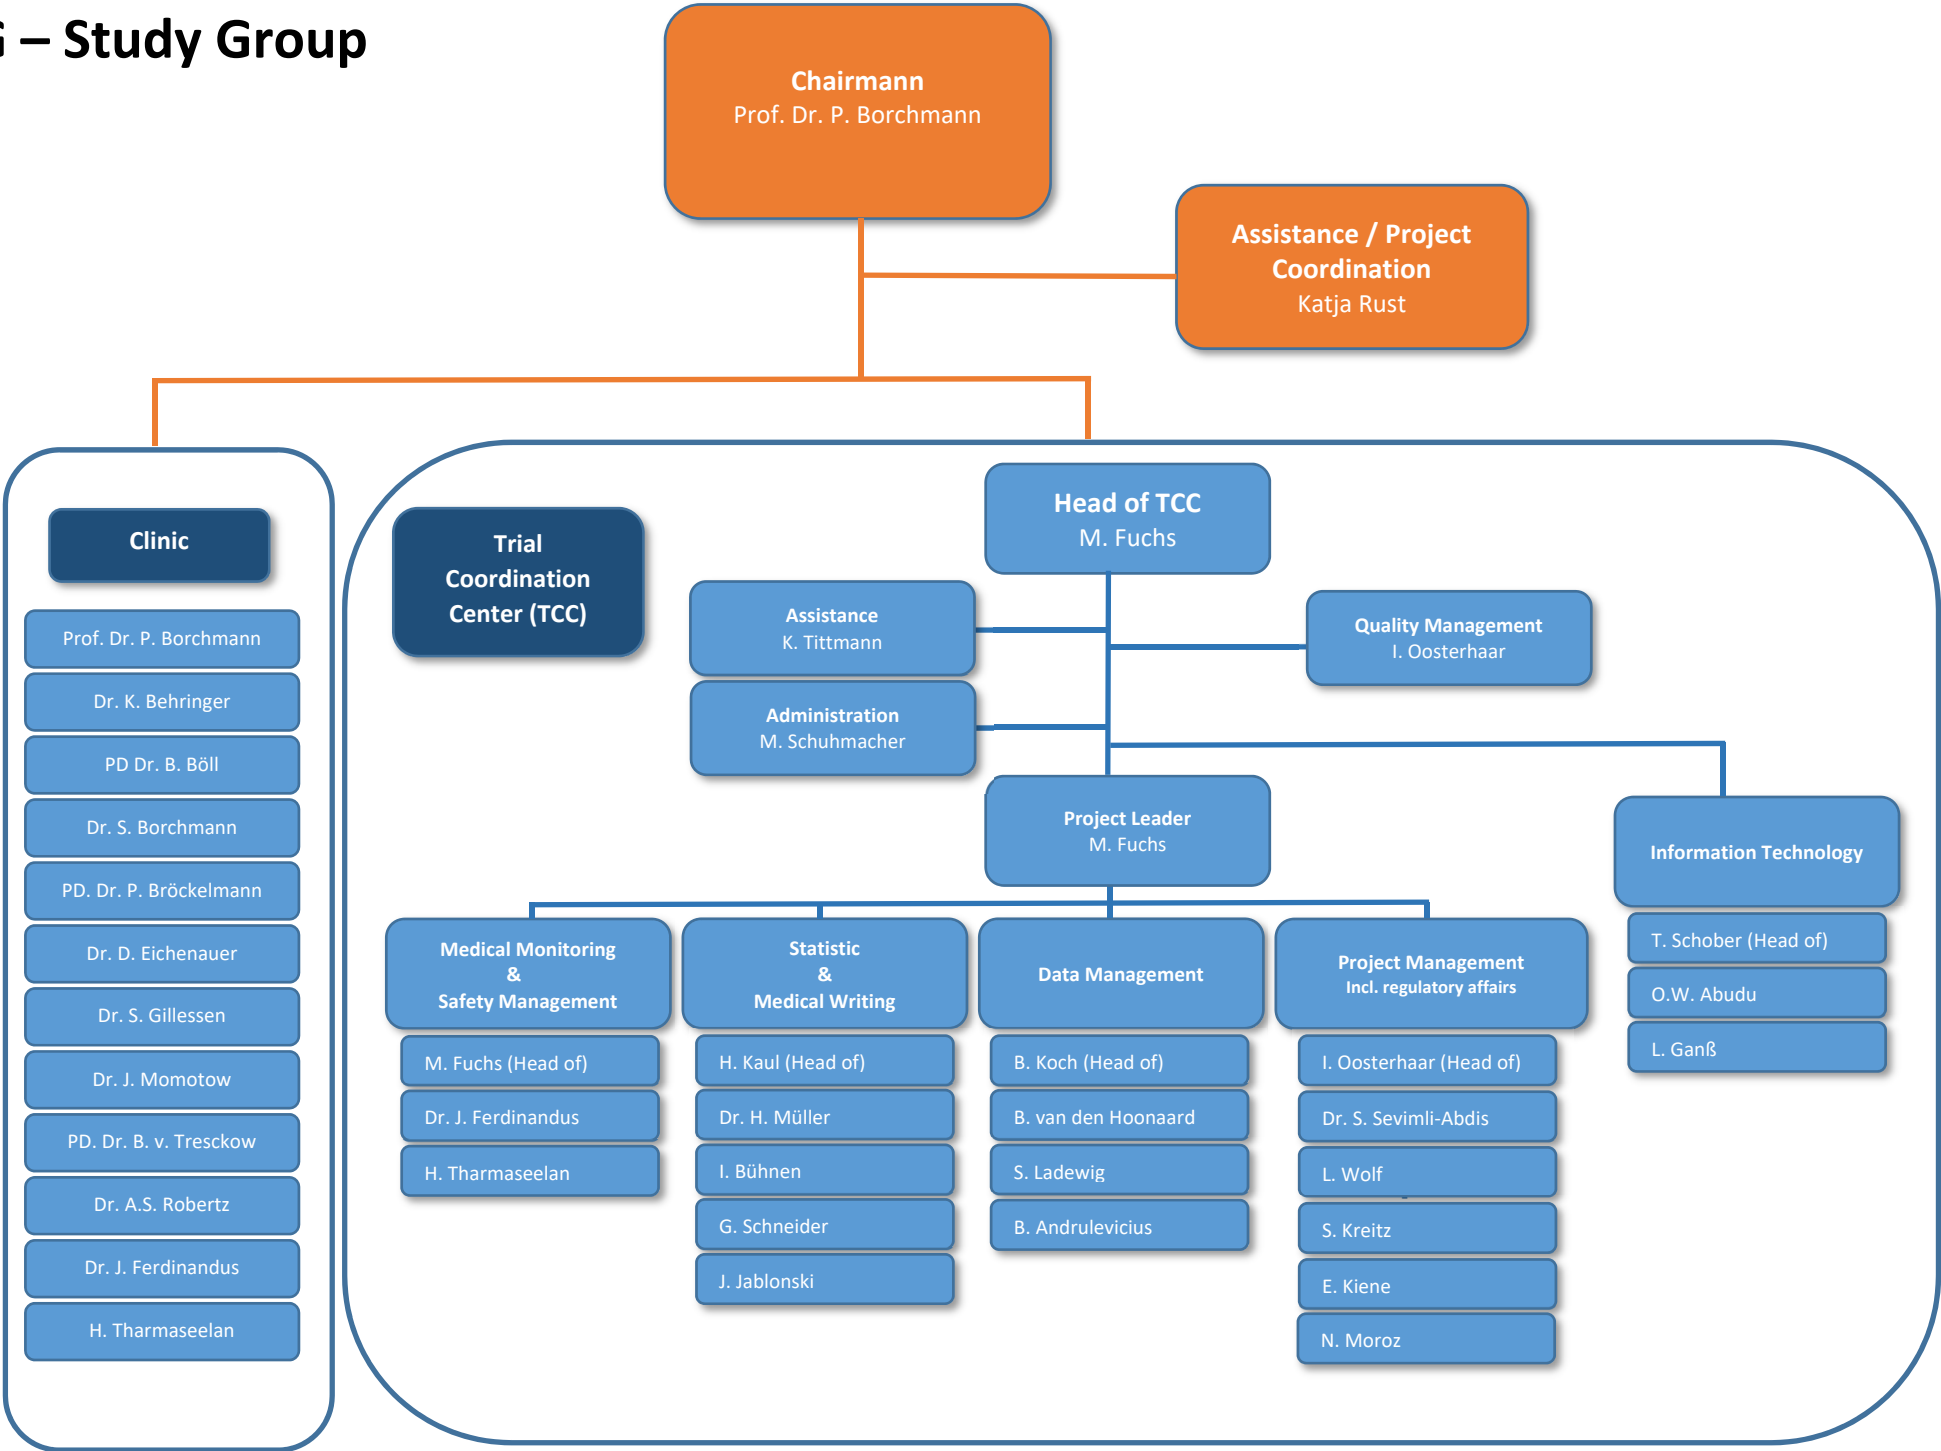 – Study Group
Chairmann
Prof. Dr. P. Borchmann
Assistance / Project
Coordination
Katja Rust
Clinic
Prof. Dr. P. Borchmann
Dr. K. Behringer
PD Dr. B. Böll
Dr. S. Borchmann
PD. Dr. P. Bröckelmann
Dr. D. Eichenauer
Dr. S. Gillessen
Dr. J. Momotow
PD. Dr. B. v. Tresckow
Dr. A.S. Robertz
Dr. J. Ferdinandus
H. Tharmaseelan
Trial
Coordination
Center (TCC)
Head of TCC
M. Fuchs
Assistance
K. Tittmann
Quality Management
I. Oosterhaar
Administration
M. Schuhmacher
Project Leader
M. Fuchs
Information Technology
T. Schober (Head of)
O.W. Abudu
L. Ganß
Medical Monitoring
&
Safety Management
M. Fuchs (Head of)
Dr. J. Ferdinandus
H. Tharmaseelan
Statistic
&
Medical Writing
H. Kaul (Head of)
Dr. H. Müller
I. Bühnen
G. Schneider
J. Jablonski
Data Management
B. Koch (Head of)
B. van den Hoonaard
S. Ladewig
B. Andrulevicius
Project Management
Incl. regulatory affairs
I. Oosterhaar (Head of)
Dr. S. Sevimli-Abdis
L. Wolf
S. Kreitz
E. Kiene
N. Moroz